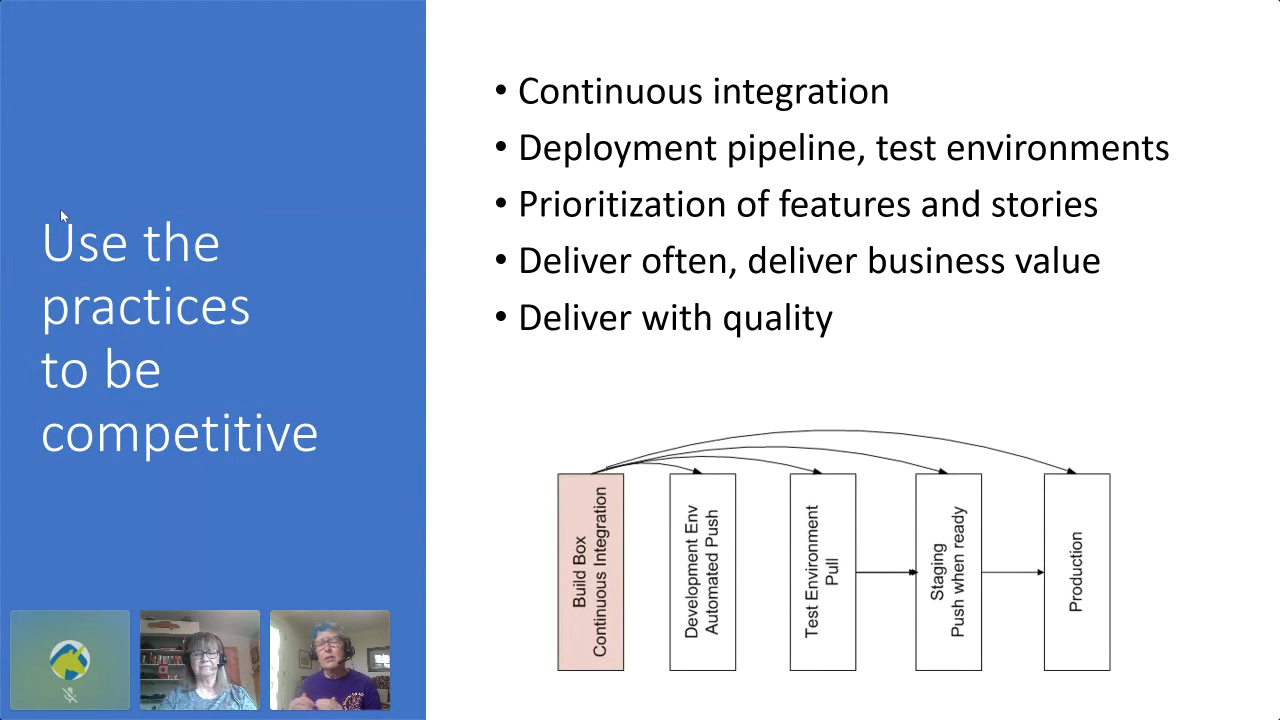 Use the
practices
to be
competitive
• Continuous integration
• Deployment pipeline, test environments
• Prioritization of features and stories
• Deliver often, deliver business value
• Deliver with quality
Build Box
Continuous Integration
Development Env
Automated Push
Test Environment
Pull
Staging
Push when ready
Production